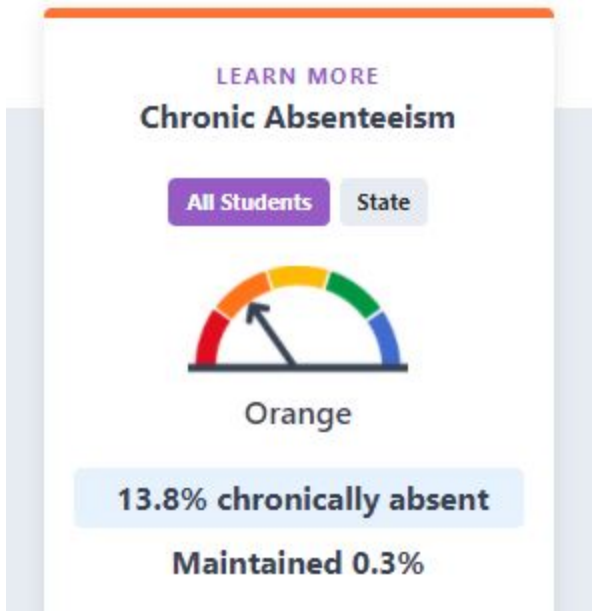 LEARN MORE
Chronic Absenteeism
All Students State
Orange
13.8% chronically absent
Maintained 0.3%